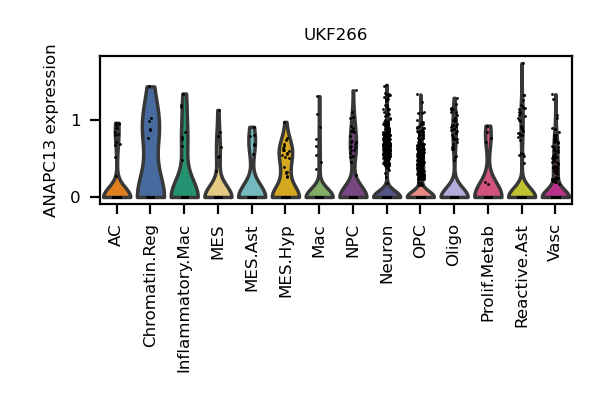 UKF266
ANAPC13 expression
1
0
AC
Chromatin.Reg
Inflammatory.Mac
MES
MES.Ast
MES.Hyp
Mac
NPC
Neuron
OPC
Oligo
Prolif.Metab
Reactive.Ast
Vasc